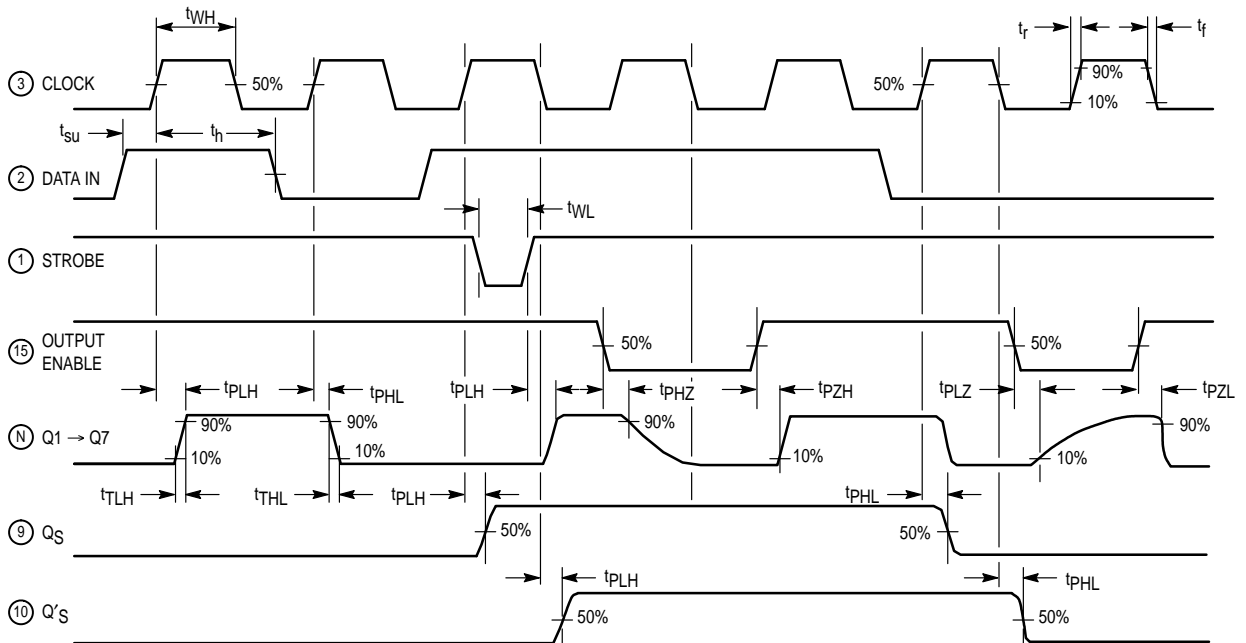 tWH
tr
tf
3 CLOCK
50%
50%
90%
10%
tsu
th
2 DATA IN
tWL
1 STROBE
15 OUTPUT
ENABLE
50%
50%
tPLH
tPHL
tPLH
tPHZ
tPZH
tPLZ
tPZL
N Q1 → Q7
90%
10%
90%
10%
90%
10%
10%
90%
tTLH
tTHL
tPLH
tPHL
9 QS
50%
50%
tPLH
tPHL
10 Q′S
50%
50%